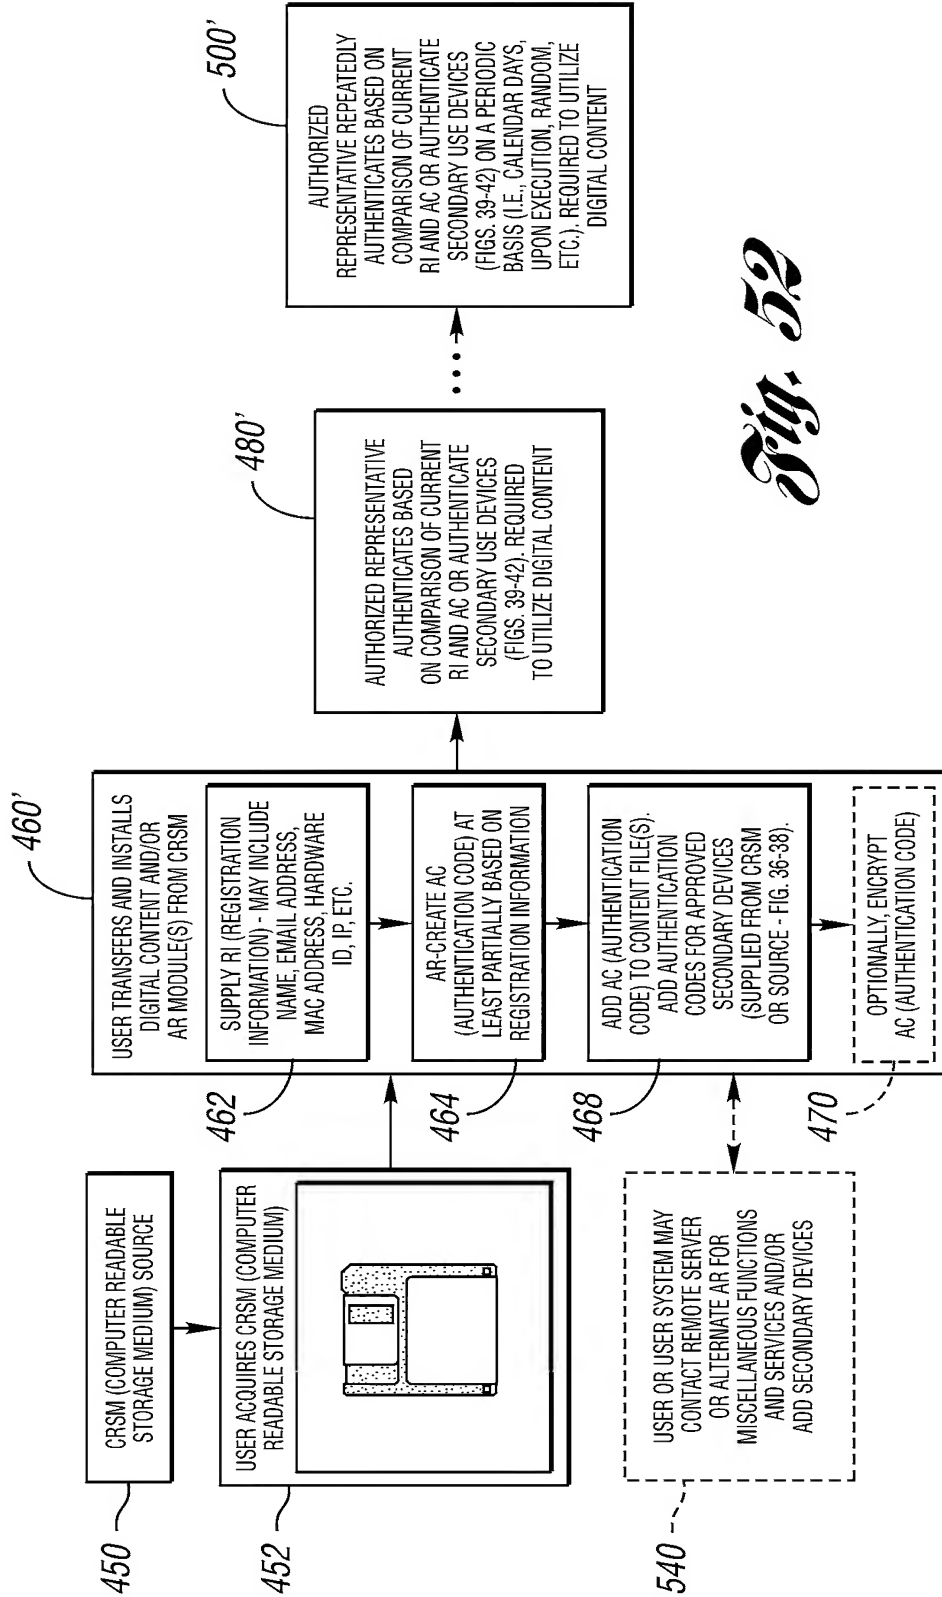 450
CRSM (COMPUTER READABLE
STORAGE MEDIUM) SOURCE
452
USER ACQUIRES CRSM (COMPUTER
READABLE STORAGE MEDIUM)
460'
USER TRANSFERS AND INSTALLS
DIGITAL CONTENT AND/OR
AR MODULE(S) FROM CRSM
462
SUPPLY RI (REGISTRATION
INFORMATION) - MAY INCLUDE
NAME, EMAIL ADDRESS,
MAC ADDRESS, HARDWARE
ID, IP, ETC.
464
AR-CREATE AC
(AUTHENTICATION CODE) AT
LEAST PARTIALLY BASED ON
REGISTRATION INFORMATION
468
ADD AC (AUTHENTICATION
CODE) TO CONTENT FILE(S).
ADD AUTHENTICATION
CODES FOR APPROVED
SECONDARY DEVICES
(SUPPLIED FROM CRSM
OR SOURCE - FIG. 36-38).
470
OPTIONALLY, ENCRYPT
AC (AUTHENTICATION CODE)
540
USER OR USER SYSTEM MAY
CONTACT REMOTE SERVER
OR ALTERNATE AR FOR
MISCELLANEOUS FUNCTIONS
AND SERVICES AND/OR
ADD SECONDARY DEVICES
480'
AUTHORIZED REPRESENTATIVE
AUTHENTICATES BASED
ON COMPARISON OF CURRENT
RI AND AC OR AUTHENTICATE
SECONDARY USE DEVICES
(FIGS. 39-42). REQUIRED
TO UTILIZE DIGITAL CONTENT
500'
AUTHORIZED
REPRESENTATIVE REPEATEDLY
AUTHENTICATES BASED ON
COMPARISON OF CURRENT
RI AND AC OR AUTHENTICATE
SECONDARY USE DEVICES
(FIGS. 39-42) ON A PERIODIC
BASIS (I.E., CALENDAR DAYS,
UPON EXECUTION, RANDOM,
ETC.). REQUIRED TO UTILIZE
DIGITAL CONTENT
Fig. 52